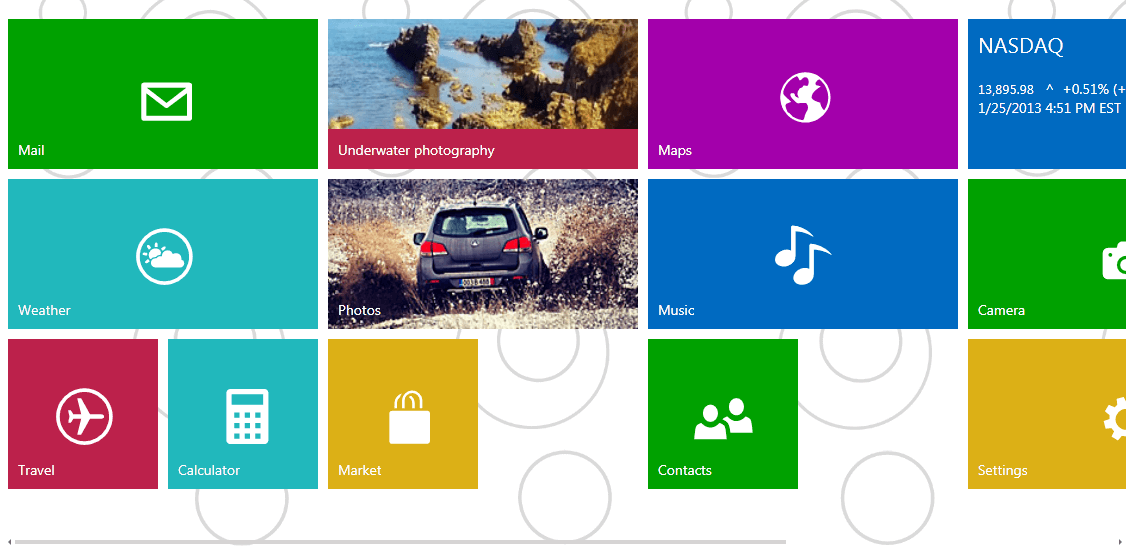 Mail
Underwater photography
Maps
NASDAQ
13,895.98 ^ +0.51% (+
1/25/2013 4:51 PM EST
Weather
Photos
Music
Camera
Travel
Calculator
Market
Contacts
Settings